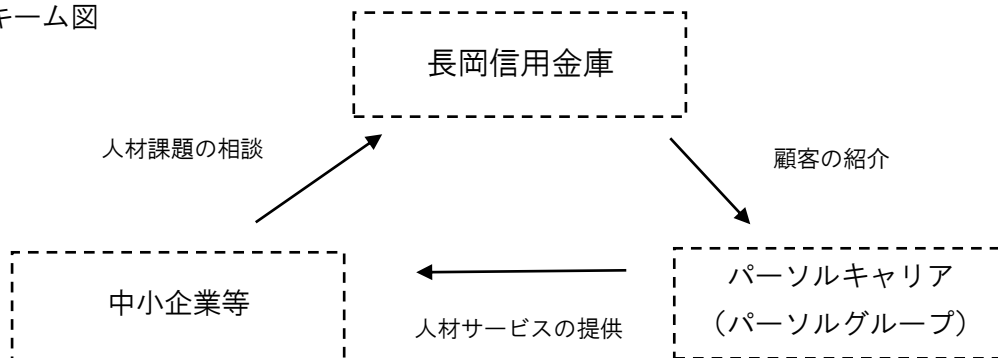 キーム図
長岡信用金庫
人材課題の相談
顧客の紹介
中小企業等
パーソルキャリア
（パーソルグループ）
人材サービスの提供